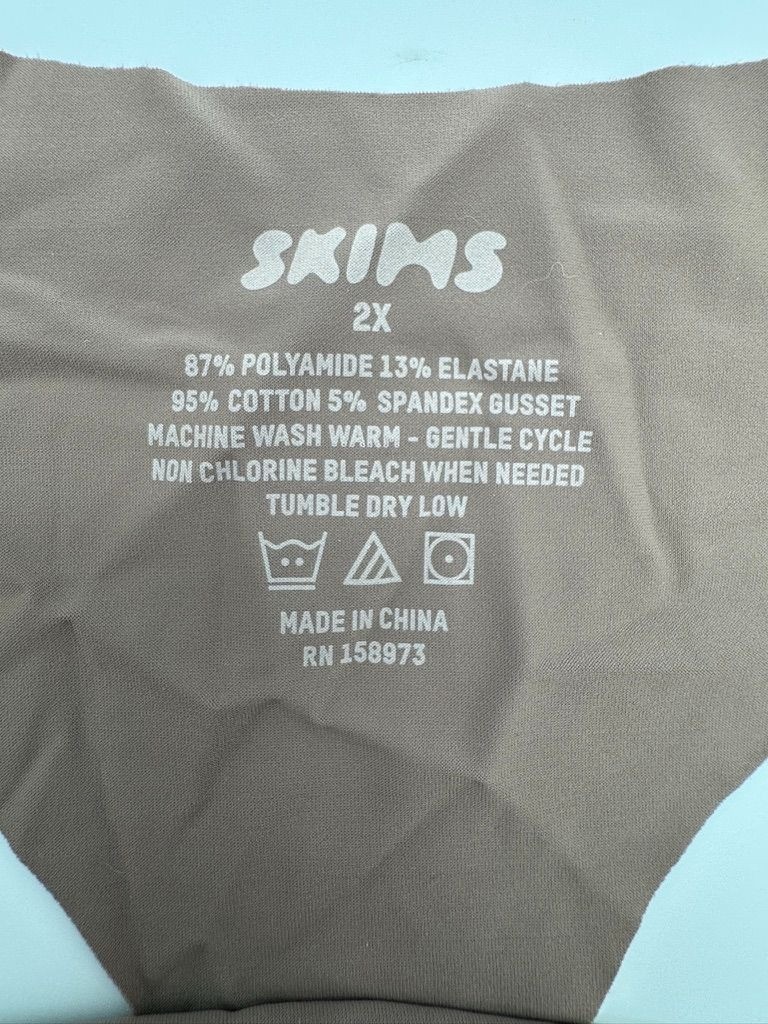 SKIMS
2X
87% POLYAMIDE 13% ELASTANE
95% COTTON 5% SPANDEX GUSSET
MACHINE WASH WARM - GENTLE CYCLE
NON CHLORINE BLEACH WHEN NEEDED
TUMBLE DRY LOW
MADE IN CHINA
RN 158973